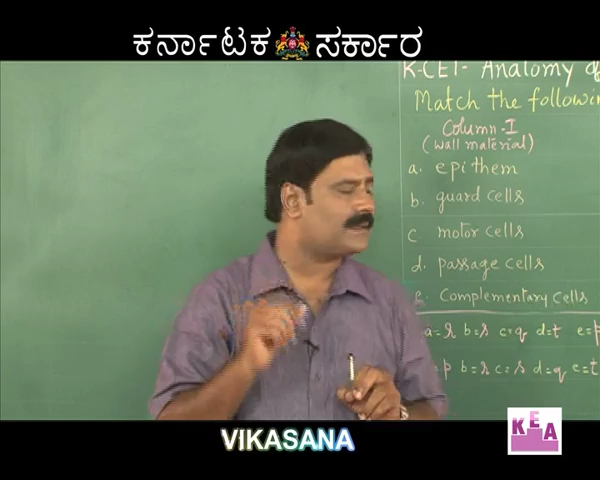 ಕರ್ನಾಟಕ ಸರ್ಕಾರ
K-CET- Anatomy of
Match the followin
Column-I
(wall material)
a. epithem
b. guard cells
c motor cells
d. passage cells
e. Complementary cells
a=r b=s c=q d=t e=p
p b=r c=s d=q e=t
VIKASANA
KEA